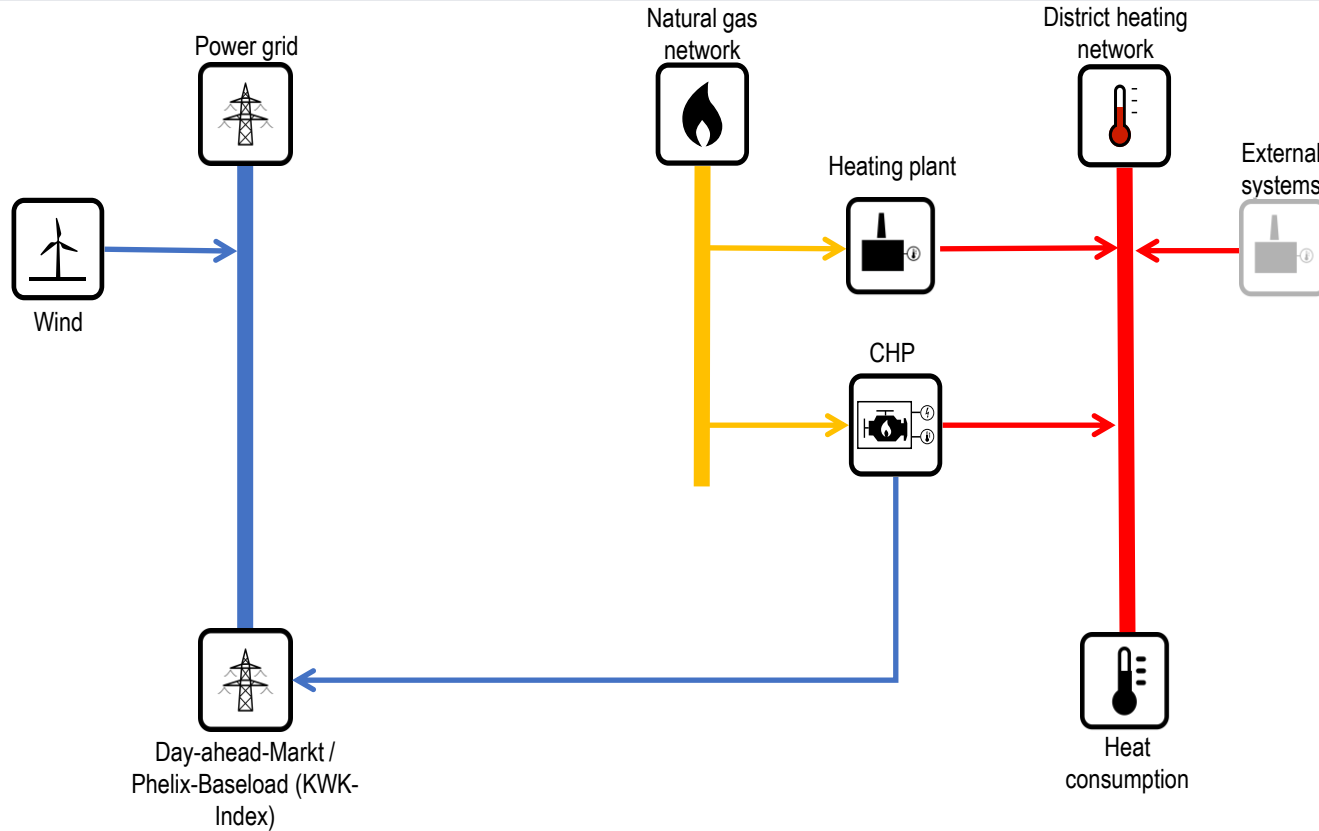 Power grid
Natural gas
network
District heating
network
Heating plant
External
systems
Wind
CHP
Day-ahead-Markt /
Phelix-Baseload (KWK-
Index)
Heat
consumption